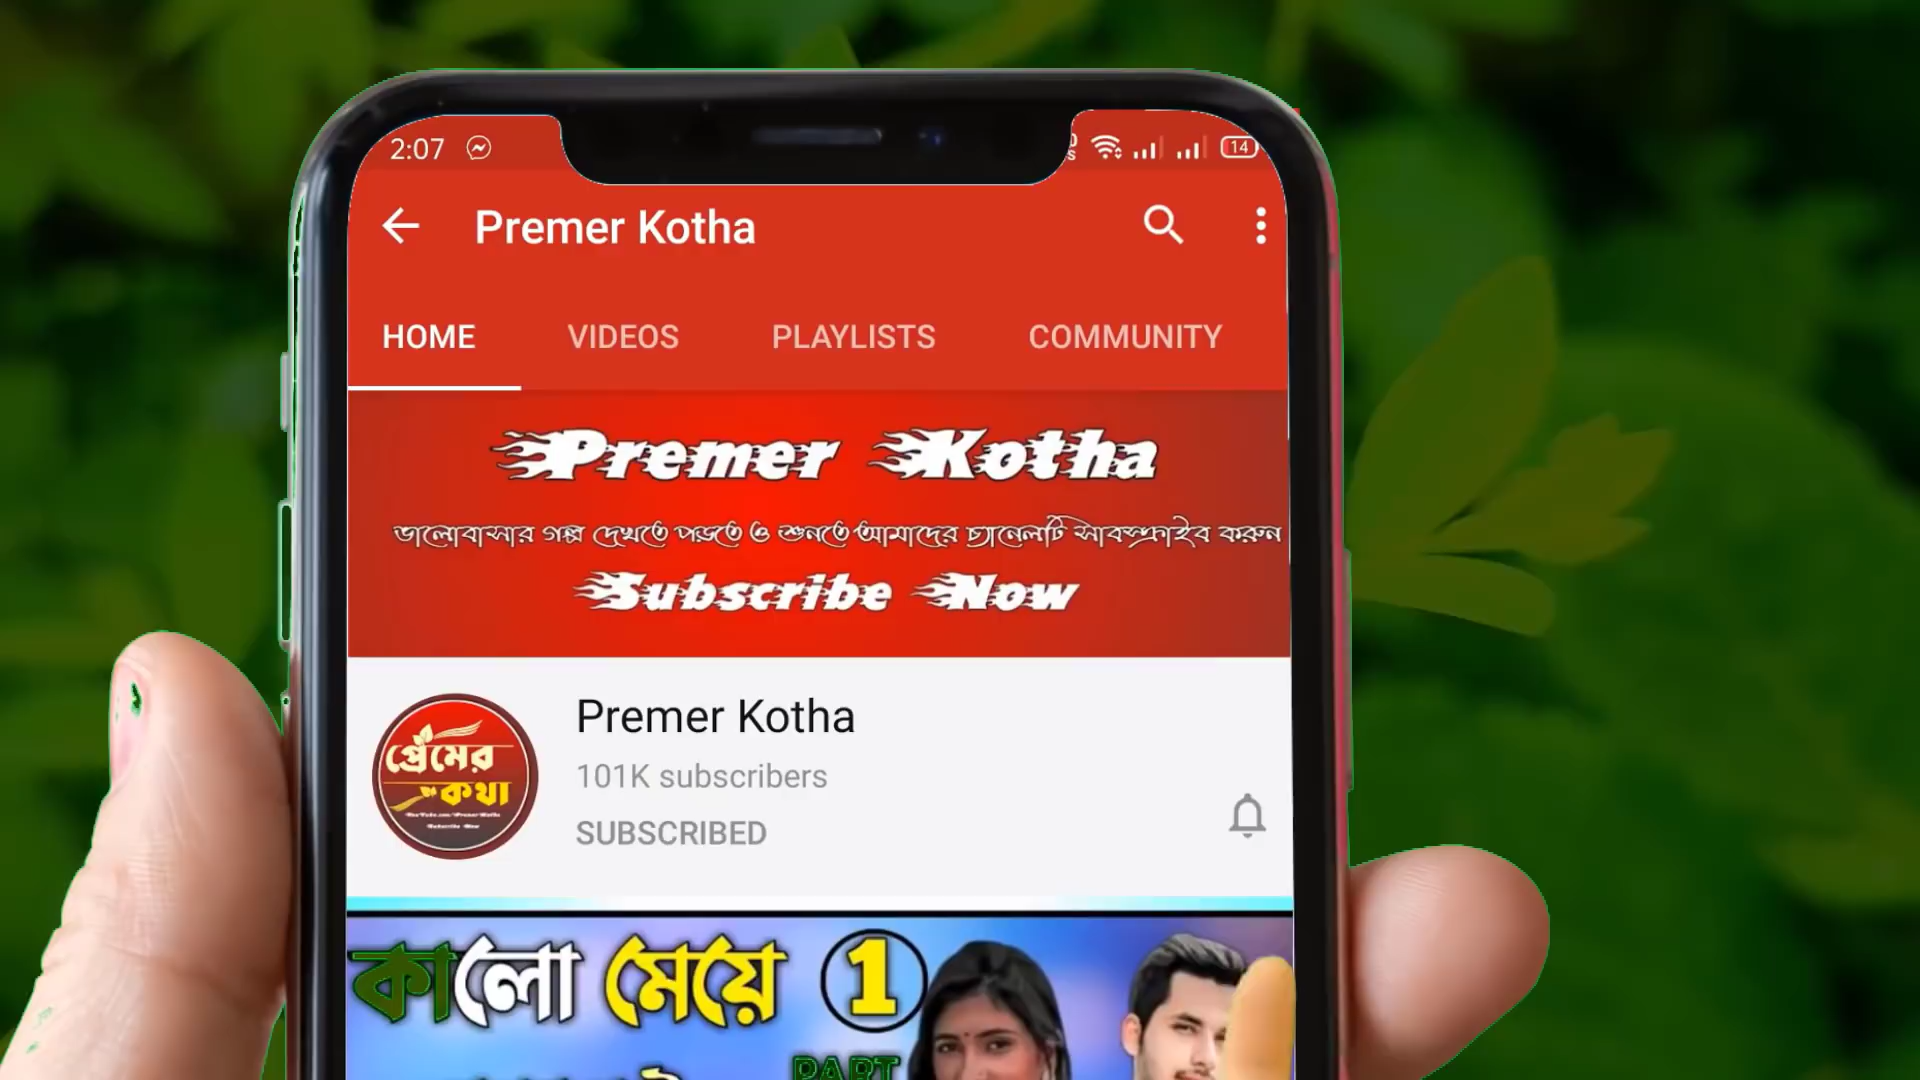 2:07
14
Premer Kotha
HOME VIDEOS PLAYLISTS COMMUNITY
Premer Kotha
ভালোবাসার গল্প দেখতে পড়তে ও শুনতে আমাদের চ্যানেলটি সাবস্ক্রাইব করুন
Subscribe Now
প্রেমের
কথা
Premer Kotha
101K subscribers
SUBSCRIBED
কালো মেয়ে 1
PART